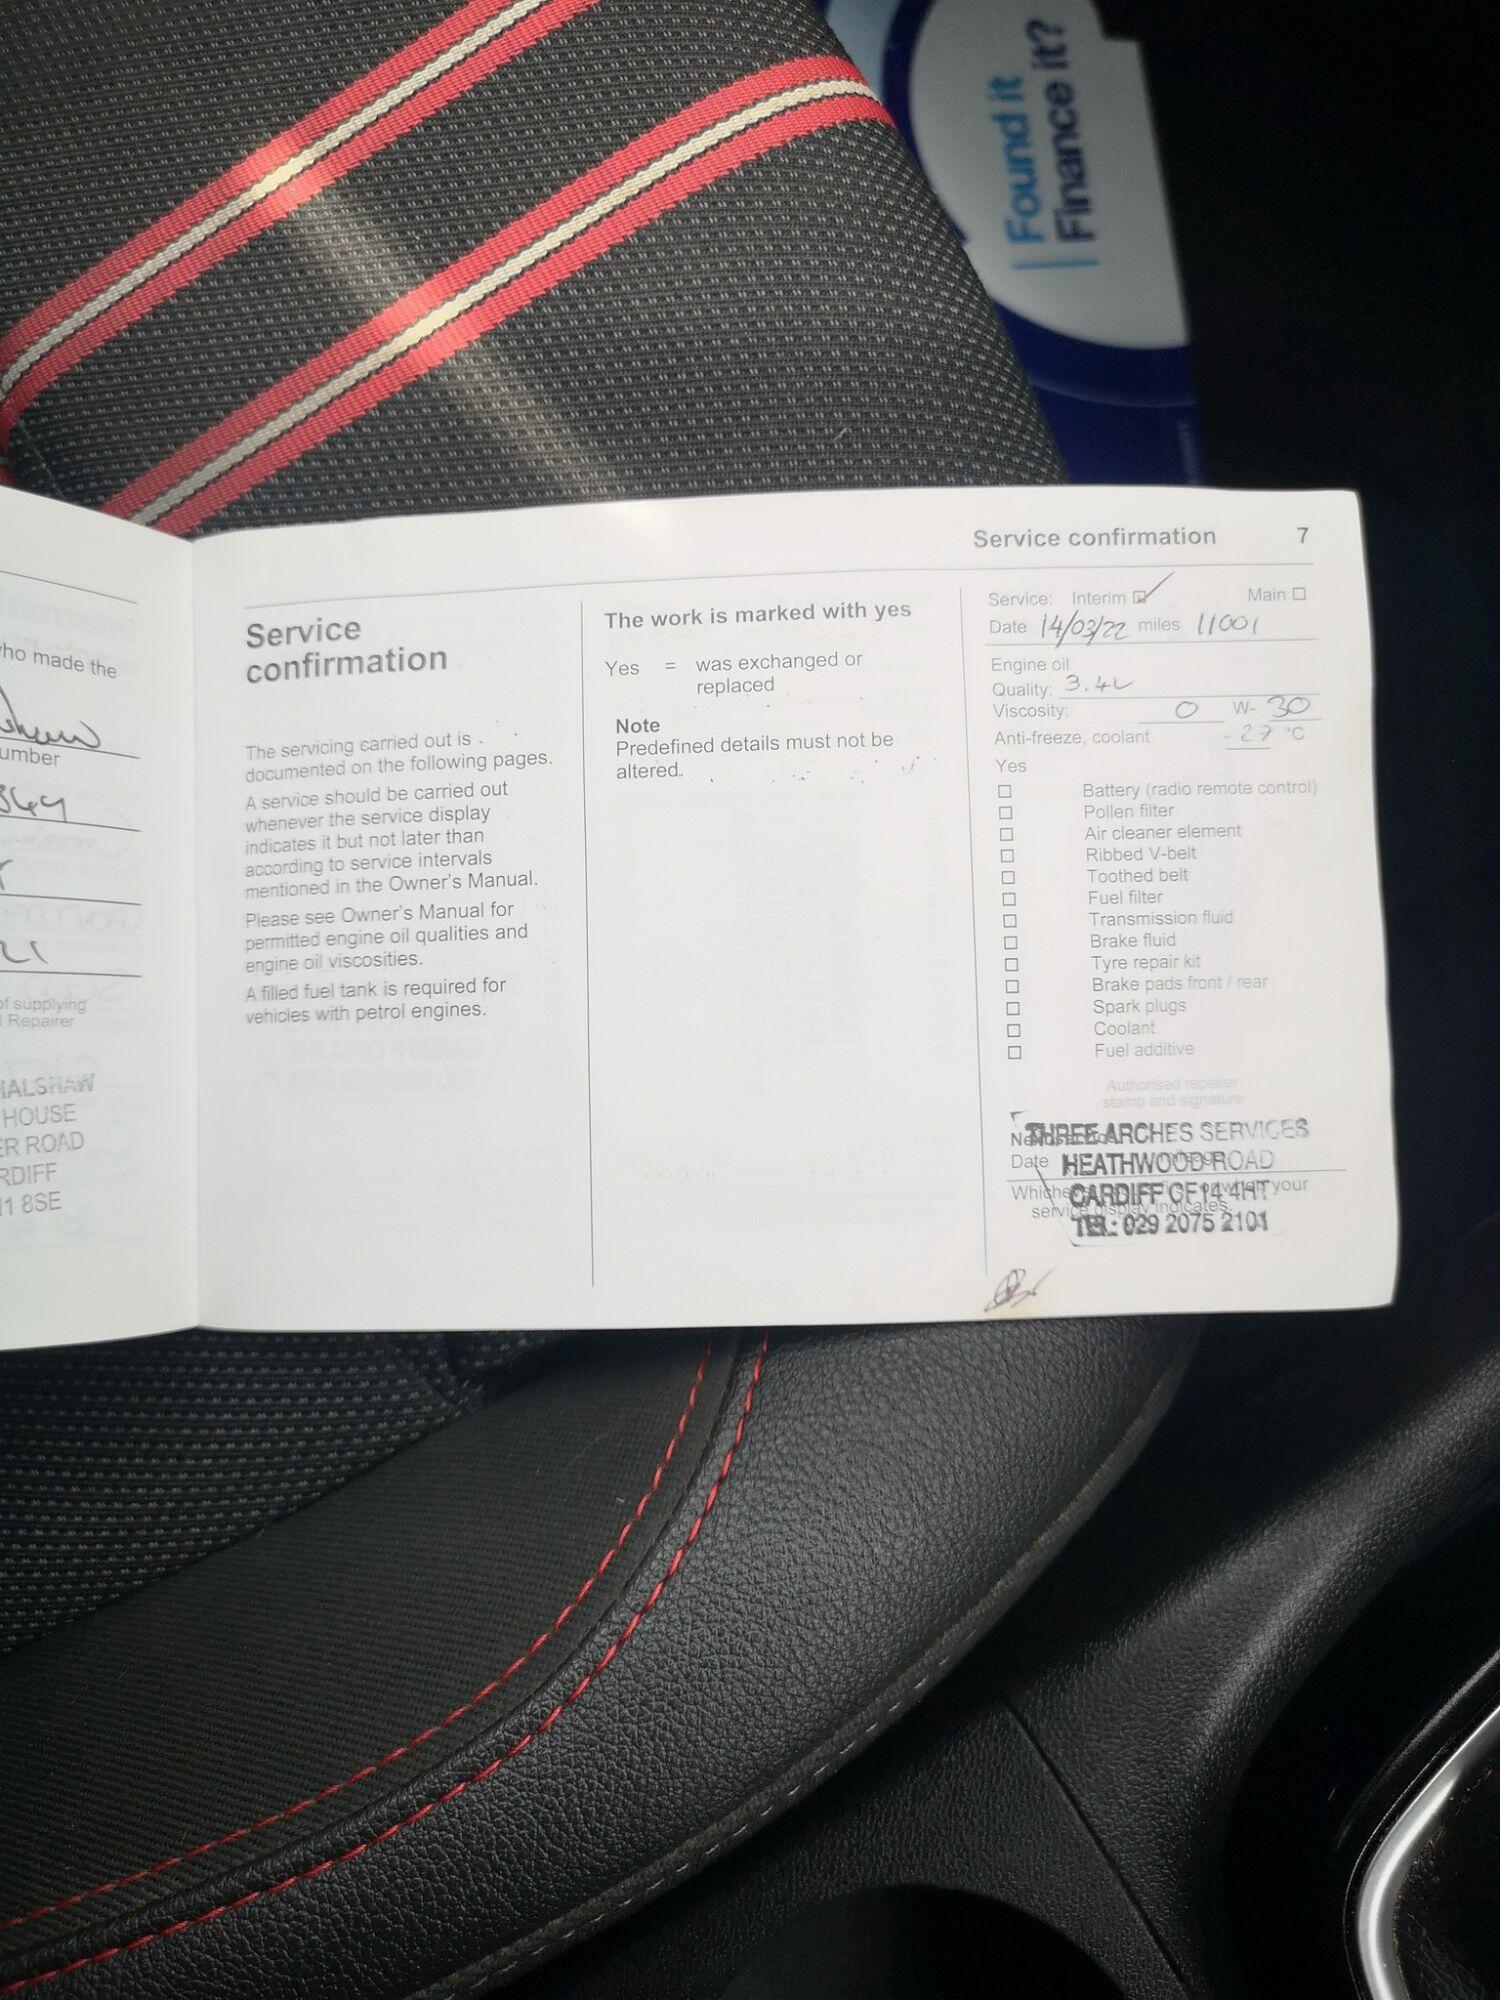 Found it
Finance it?
Service confirmation 7
who made the
umber
of supplying
Repairer
HALSHAW
HOUSE
ER ROAD
RDIFF
1 8SE
Service
confirmation
The servicing carried out is
documented on the following pages.
A service should be carried out
whenever the service display
indicates it but not later than
according to service intervals
mentioned in the Owner's Manual.
Please see Owner's Manual for
permitted engine oil qualities and
engine oil viscosities.
A filled fuel tank is required for
vehicles with petrol engines.
The work is marked with yes
Yes = was exchanged or
replaced
Note
Predefined details must not be
altered.
Service: Interim ☑ Main ☐
Date 14/03/22 miles 11001
Engine oil
Quality: 3.4L
Viscosity: 0 W- 30
Anti-freeze, coolant -27 °C
Yes
☐ Battery (radio remote control)
☐ Pollen filter
☐ Air cleaner element
☐ Ribbed V-belt
☐ Toothed belt
☐ Fuel filter
☐ Transmission fluid
☐ Brake fluid
☐ Tyre repair kit
☐ Brake pads front / rear
☐ Spark plugs
☐ Coolant
☐ Fuel additive
Authorised repairer
stamp and signature
THREE ARCHES SERVICES
Date
HEATHWOOD ROAD
CARDIFF CF14 4HT
your
service display indicates.
TEL: 029 2075 2101